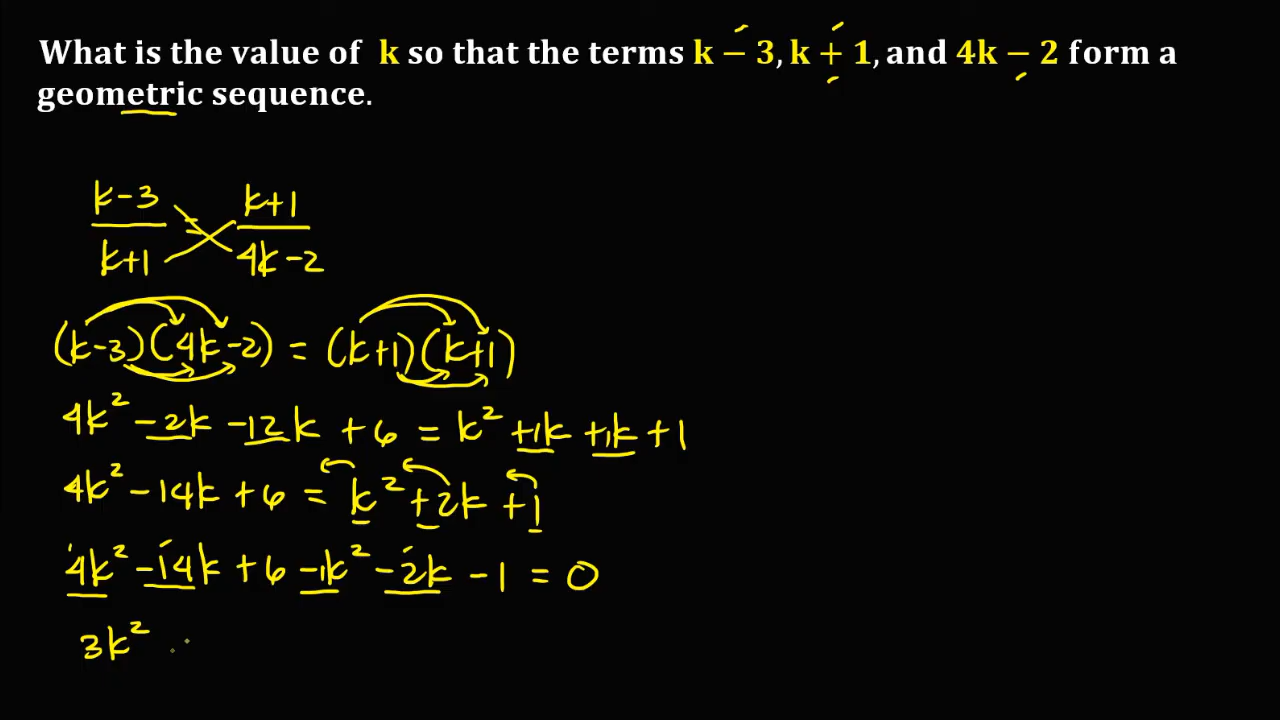 What is the value of k so that the terms k − 3, k + 1, and 4k − 2 form a
geometric sequence.
k-3 = k+1
k+1 4k-2
(k-3)(4k-2) = (k+1)(k+1)
4k² -2k -12k +6 = k² +1k +1k +1
4k² -14k +6 = k² +2k +1
4k² -14k +6 -1k² -2k -1 = 0
3k²